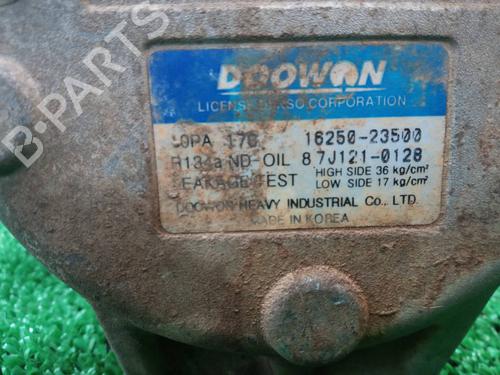 DOOWON
LICENSE DENSO CORPORATION
10PA 17C 16250-23500
R134a ND-OIL 8 7J121-0128
LEAKAGE TEST HIGH SIDE 36 kg/cm²
LOW SIDE 17 kg/cm²
DOOWON HEAVY INDUSTRIAL Co., LTD.
MADE IN KOREA
B-PARTS